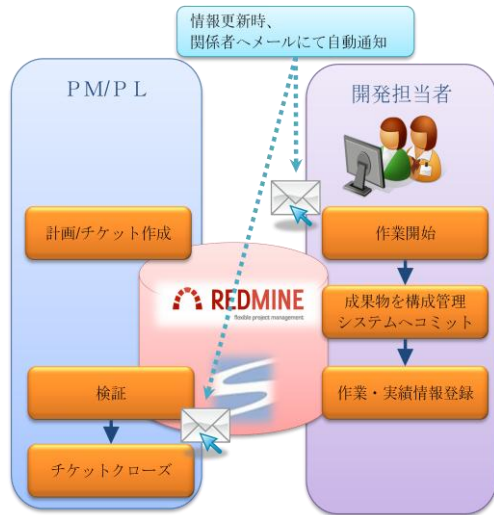 情報更新時、
関係者へメールにて自動通知
ＰＭ/ＰＬ
開発担当者
計画/チケット作成
作業開始
REDMINE
flexible project management
成果物を構成管理
システムへコミット
検証
作業・実績情報登録
チケットクローズ